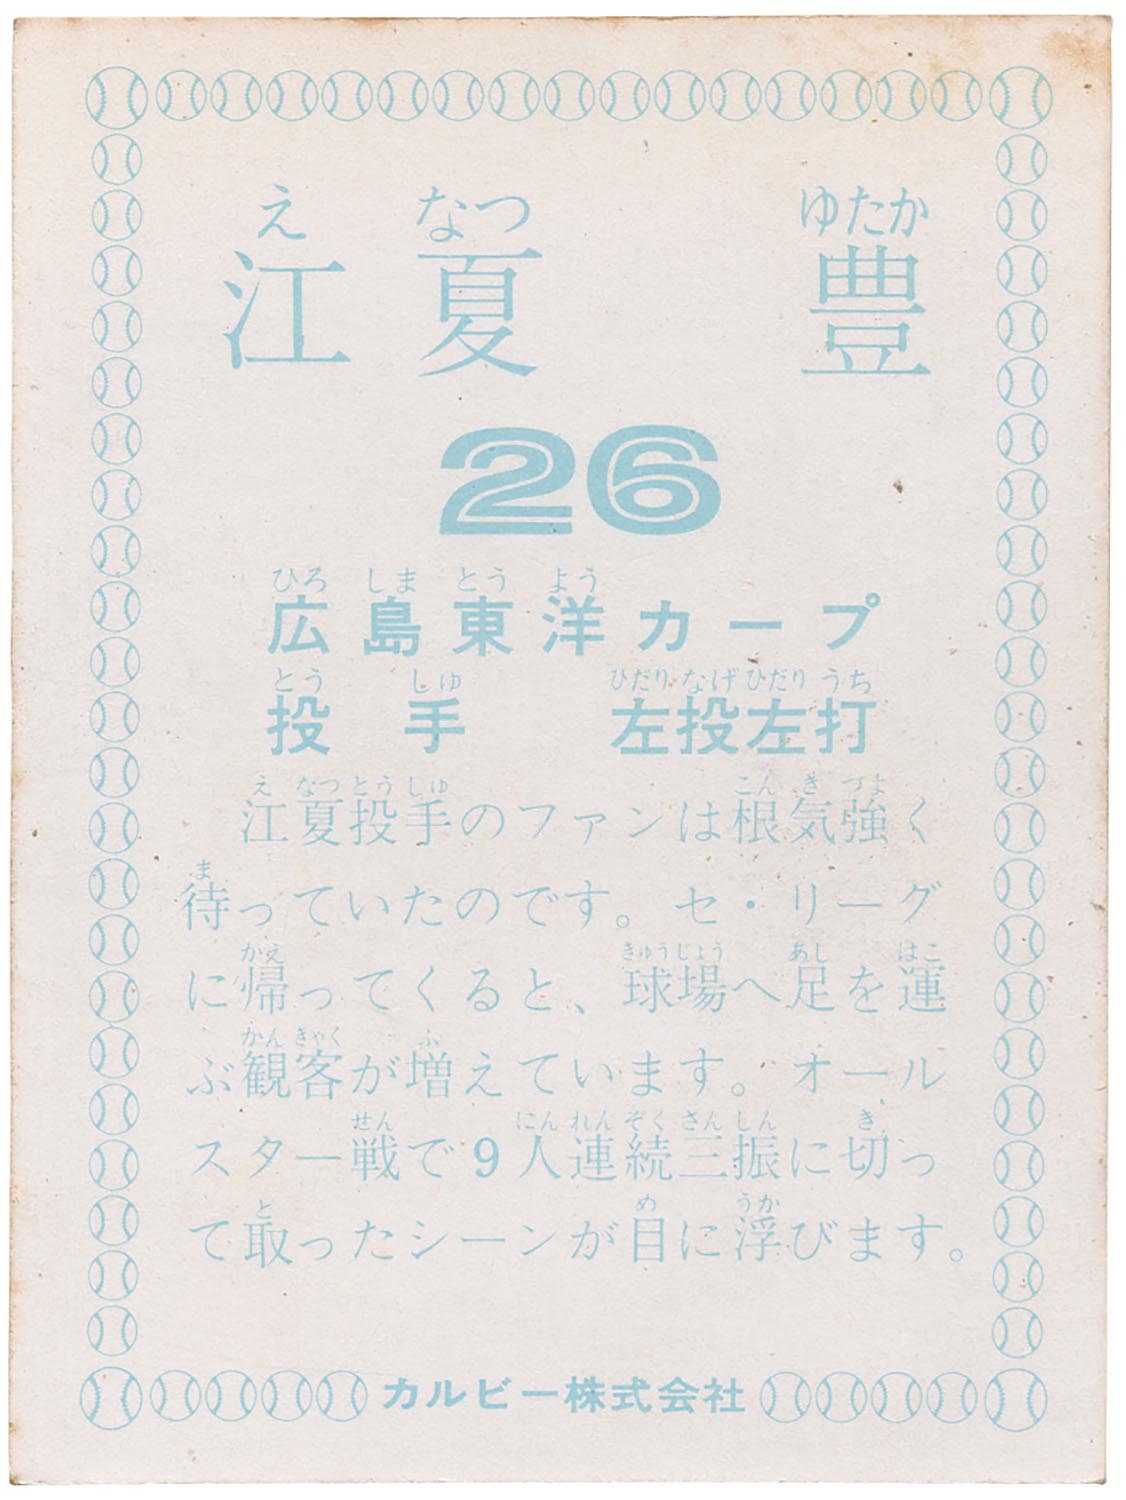 えなつ ゆたか
江夏 豊
26
ひろしまとうよう
広島東洋カープ
とうしゅ ひだりなげひだりうち
投手 左投左打
えなつとうしゅ こんきづよ
江夏投手のファンは根気強く
ま
待っていたのです。セ・リーグ
かえ きゅうじょう あし はこ
に帰ってくると、球場へ足を運
かんきゃく ふ
ぶ観客が増えています。オール
せん にんれんぞくさんしん き
スター戦で9人連続三振に切っ
と め うか
て取ったシーンが目に浮びます。
カルビー株式会社